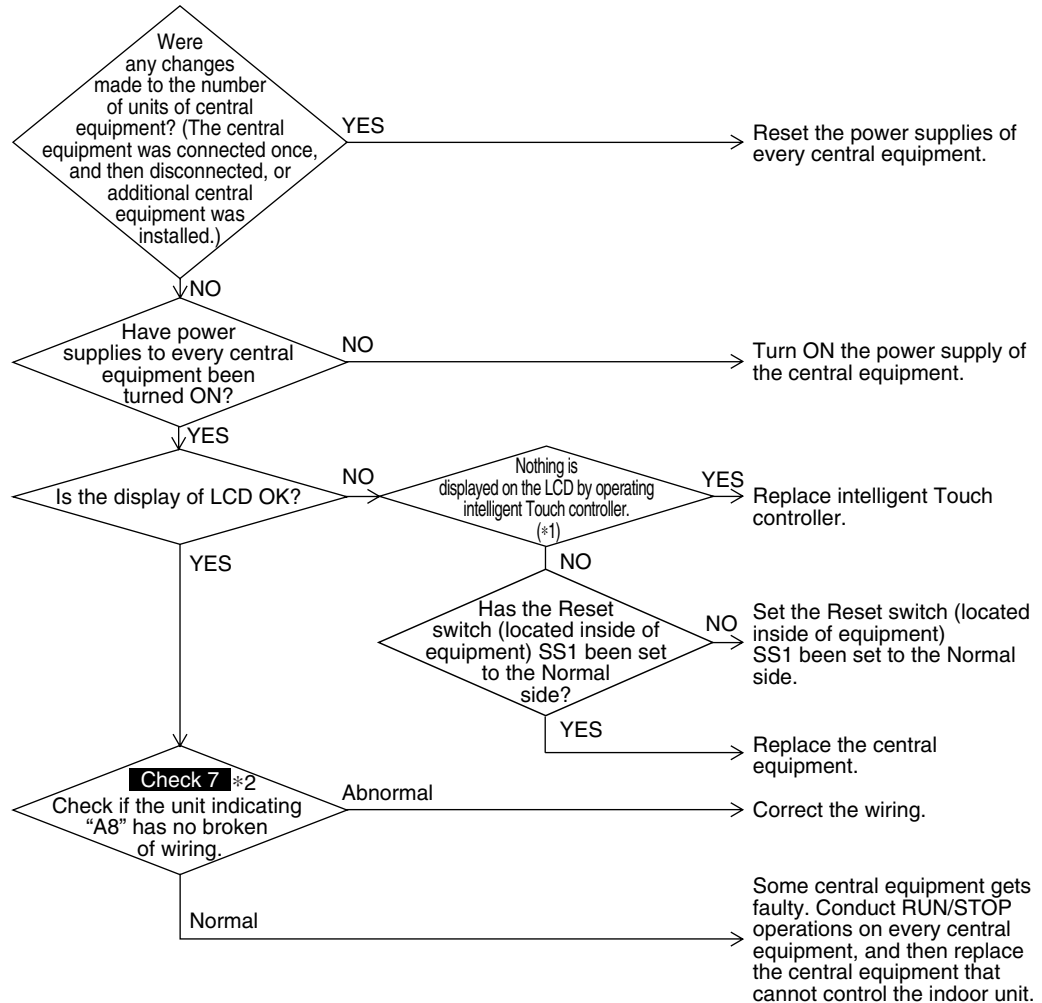 Were
any changes
made to the number
of units of central
equipment? (The central
equipment was connected once,
and then disconnected, or
additional central
equipment was
installed.)
YES
Reset the power supplies of
every central equipment.
NO
Have power
supplies to every central
equipment been
turned ON?
NO
Turn ON the power supply of
the central equipment.
YES
Is the display of LCD OK?
NO
Nothing is
displayed on the LCD by operating
intelligent Touch controller.
(*1)
YES
Replace intelligent Touch
controller.
YES
NO
Has the Reset
switch (located inside of
equipment) SS1 been set
to the Normal
side?
NO
Set the Reset switch (located
inside of equipment)
SS1 been set to the Normal
side.
YES
Replace the central
equipment.
Check 7 *2
Check if the unit indicating
“A8” has no broken
of wiring.
Abnormal
Correct the wiring.
Normal
Some central equipment gets
faulty. Conduct RUN/STOP
operations on every central
equipment, and then replace
the central equipment that
cannot control the indoor unit.